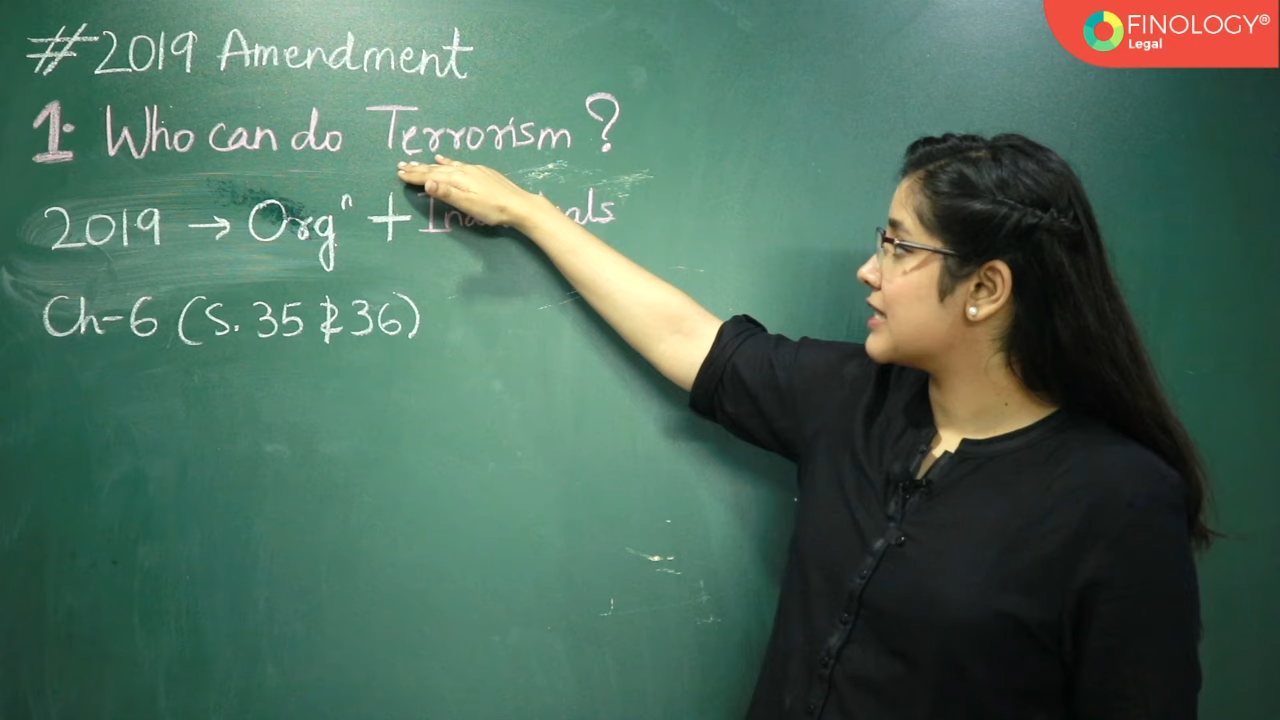 FINOLOGY®
Legal
# 2019 Amendment
1. Who can do Terrorism ?
2019 → Orgⁿ +
Ch-6 (S. 35 & 36)